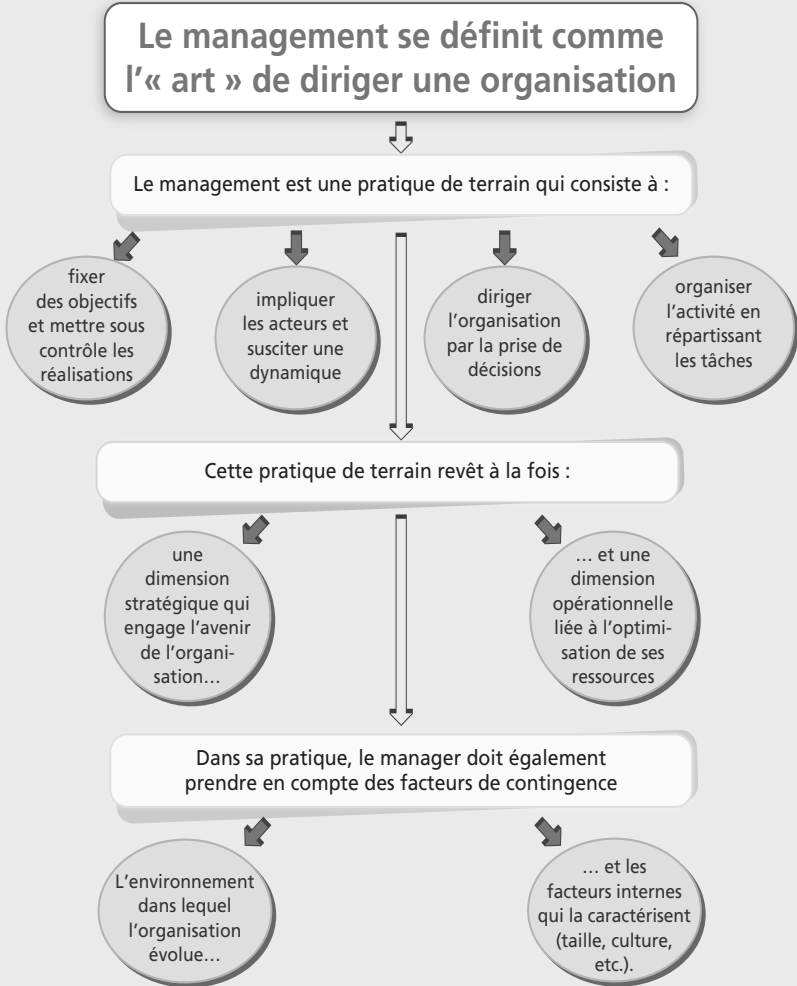 Le management se définit comme
l'« art » de diriger une organisation
Le management est une pratique de terrain qui consiste à :
fixer
des objectifs
et mettre sous
contrôle les
réalisations
impliquer
les acteurs et
susciter une
dynamique
diriger
l'organisation
par la prise de
décisions
organiser
l'activité en
répartissant
les tâches
Cette pratique de terrain revêt à la fois :
une
dimension
stratégique qui
engage l'avenir
de l'organi-
sation…
… et une
dimension
opérationnelle
liée à l'optimi-
sation de ses
ressources
Dans sa pratique, le manager doit également
prendre en compte des facteurs de contingence
L'environnement
dans lequel
l'organisation
évolue…
… et les
facteurs internes
qui la caractérisent
(taille, culture,
etc.).